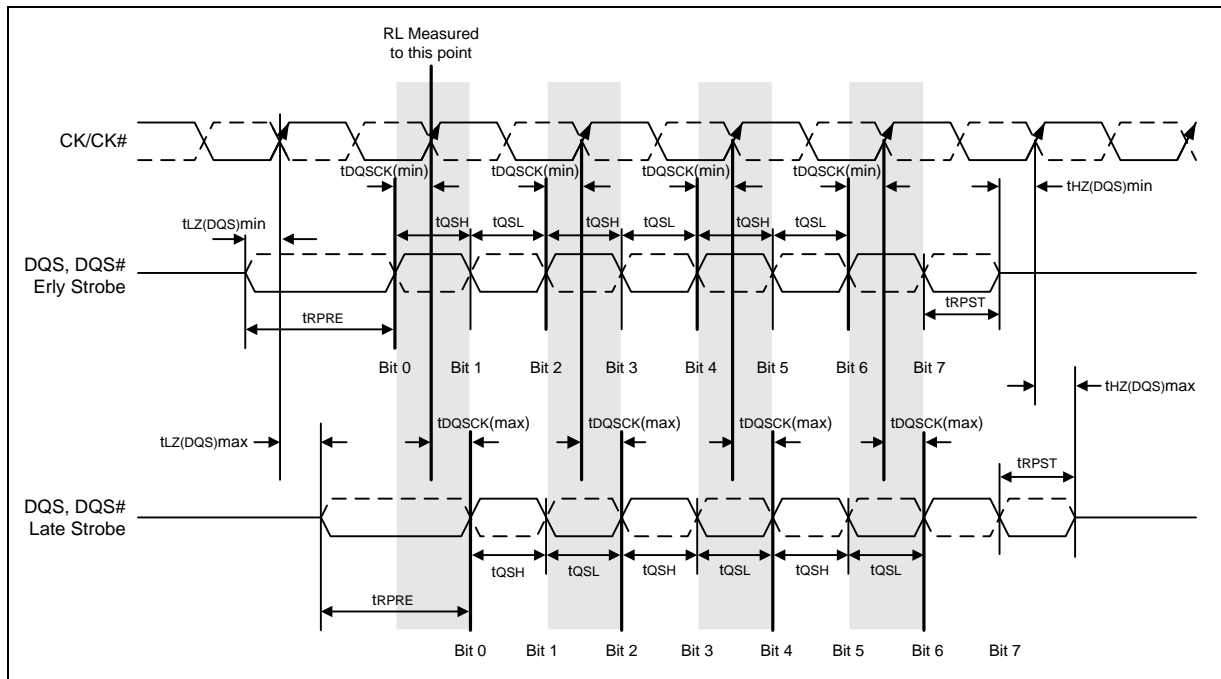 RL Measured
to this point
CK/CK#
tDQSCK(min) tDQSCK(min) tDQSCK(min) tDQSCK(min)
tHZ(DQS)min
tLZ(DQS)min
tQSH tQSL tQSH tQSL tQSH tQSL
DQS, DQS#
Erly Strobe
tRPRE
tRPST
Bit 0 Bit 1 Bit 2 Bit 3 Bit 4 Bit 5 Bit 6 Bit 7
tHZ(DQS)max
tDQSCK(max) tDQSCK(max) tDQSCK(max) tDQSCK(max)
tLZ(DQS)max
tRPST
DQS, DQS#
Late Strobe
tQSH tQSL tQSH tQSL tQSH tQSL
tRPRE
Bit 0 Bit 1 Bit 2 Bit 3 Bit 4 Bit 5 Bit 6 Bit 7